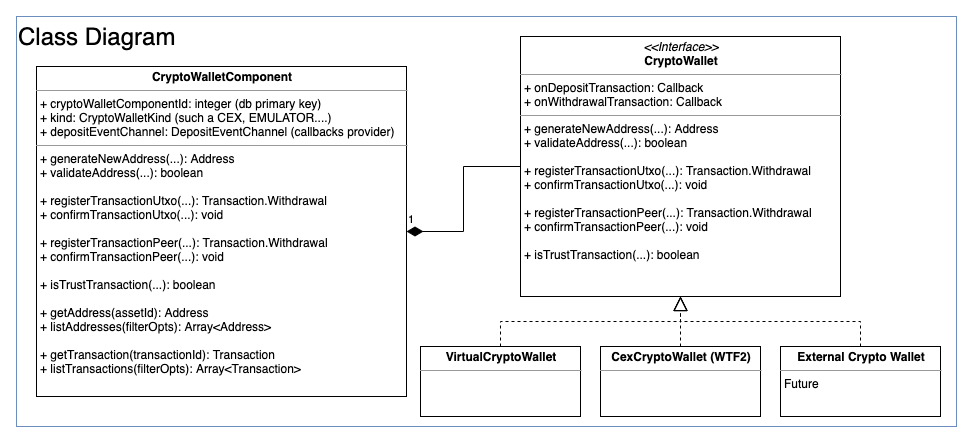 Class Diagram
CryptoWalletComponent
+ cryptoWalletComponentId: integer (db primary key)
+ kind: CryptoWalletKind (such a CEX, EMULATOR....)
+ depositEventChannel: DepositEventChannel (callbacks provider)
+ generateNewAddress(...): Address
+ validateAddress(...): boolean
+ registerTransactionUtxo(...): Transaction.Withdrawal
+ confirmTransactionUtxo(...): void
+ registerTransactionPeer(...): Transaction.Withdrawal
+ confirmTransactionPeer(...): void
+ isTrustTransaction(...): boolean
+ getAddress(assetId): Address
+ listAddresses(filterOpts): Array<Address>
+ getTransaction(transactionId): Transaction
+ listTransactions(filterOpts): Array<Transaction>
1
<<Interface>>
CryptoWallet
+ onDepositTransaction: Callback
+ onWithdrawalTransaction: Callback
+ generateNewAddress(...): Address
+ validateAddress(...): boolean
+ registerTransactionUtxo(...): Transaction.Withdrawal
+ confirmTransactionUtxo(...): void
+ registerTransactionPeer(...): Transaction.Withdrawal
+ confirmTransactionPeer(...): void
+ isTrustTransaction(...): boolean
VirtualCryptoWallet
CexCryptoWallet (WTF2)
External Crypto Wallet
Future